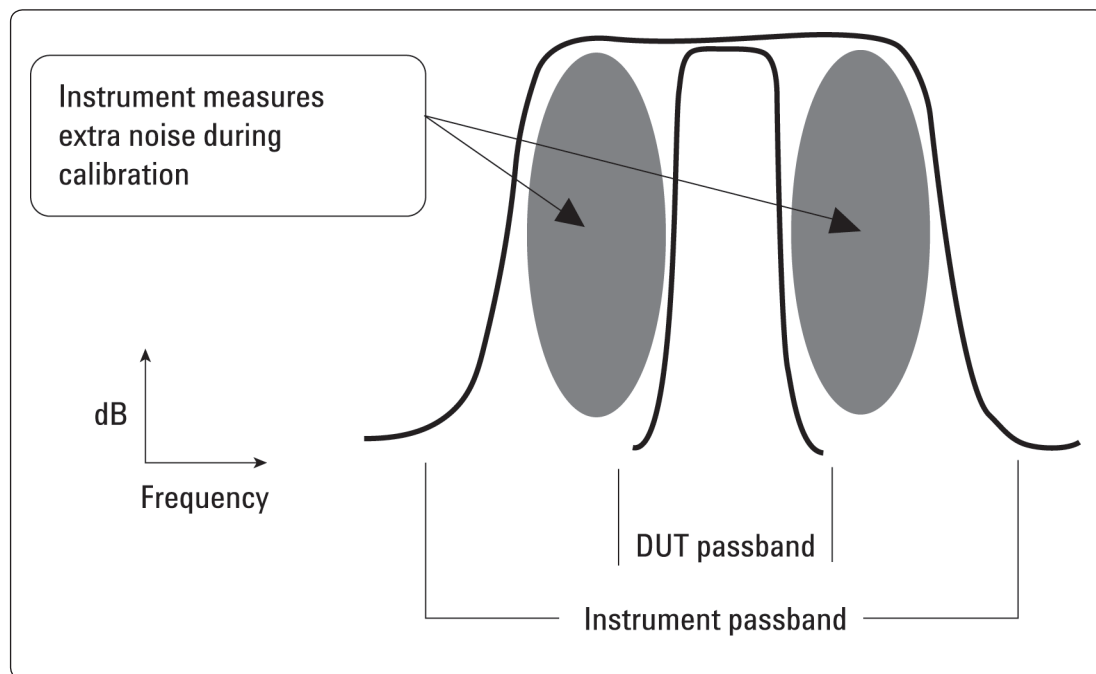 Instrument measures
extra noise during
calibration
dB
Frequency
DUT passband
Instrument passband